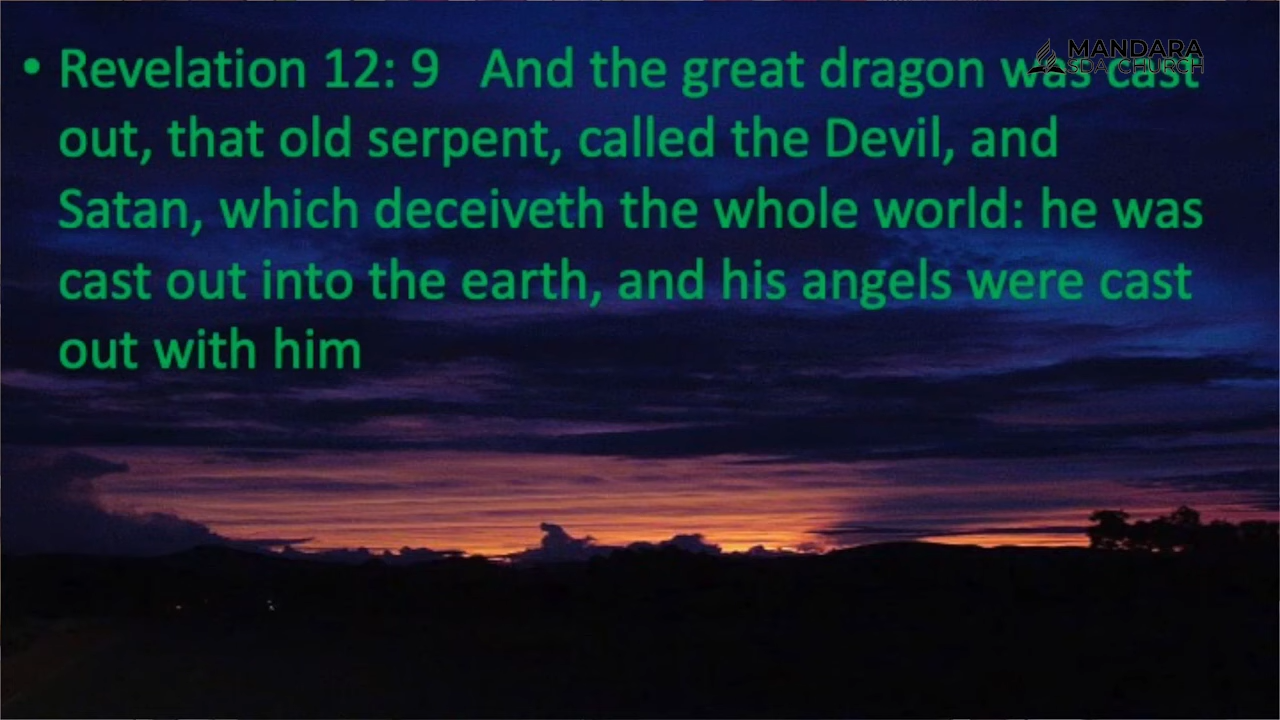 • Revelation 12: 9 And the great dragon was cast
out, that old serpent, called the Devil, and
Satan, which deceiveth the whole world: he was
cast out into the earth, and his angels were cast
out with him
MANDARA
SDA CHURCH